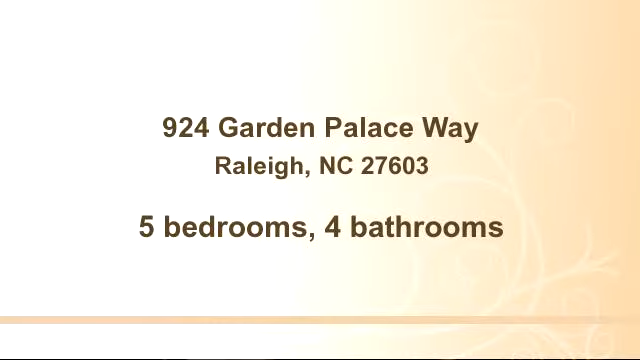 924 Garden Palace Way
Raleigh, NC 27603
5 bedrooms, 4 bathrooms